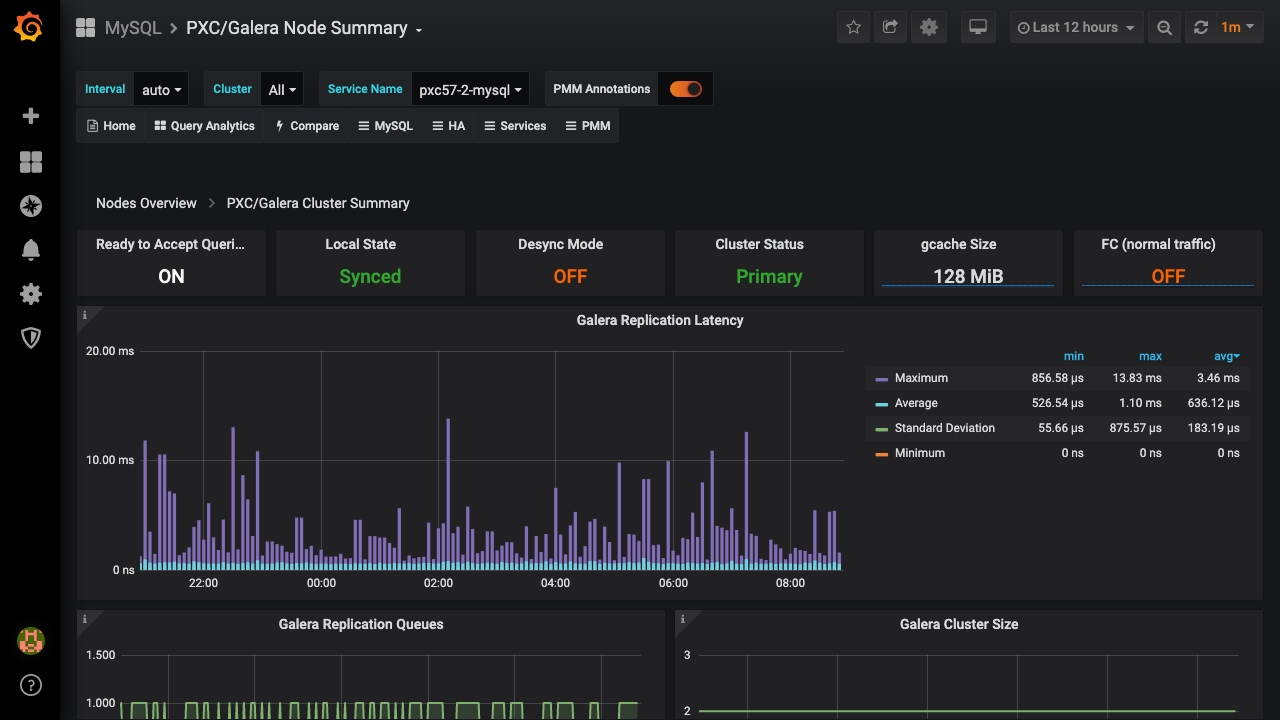 MySQL > PXC/Galera Node Summary
Last 12 hours
1m
Interval auto
Cluster All
Service Name pxc57-2-mysql
PMM Annotations
Home
Query Analytics
Compare
MySQL
HA
Services
PMM
Nodes Overview > PXC/Galera Cluster Summary
Ready to Accept Queri...
ON
Local State
Synced
Desync Mode
OFF
Cluster Status
Primary
gcache Size
128 MiB
FC (normal traffic)
OFF
i
Galera Replication Latency
20.00 ms
10.00 ms
0 ns
22:00 00:00 02:00 04:00 06:00 08:00
min max avg
Maximum 856.58 µs 13.83 ms 3.46 ms
Average 526.54 µs 1.10 ms 636.12 µs
Standard Deviation 55.66 µs 875.57 µs 183.19 µs
Minimum 0 ns 0 ns 0 ns
i
Galera Replication Queues
1.500
1.000
i
Galera Cluster Size
3
2
?